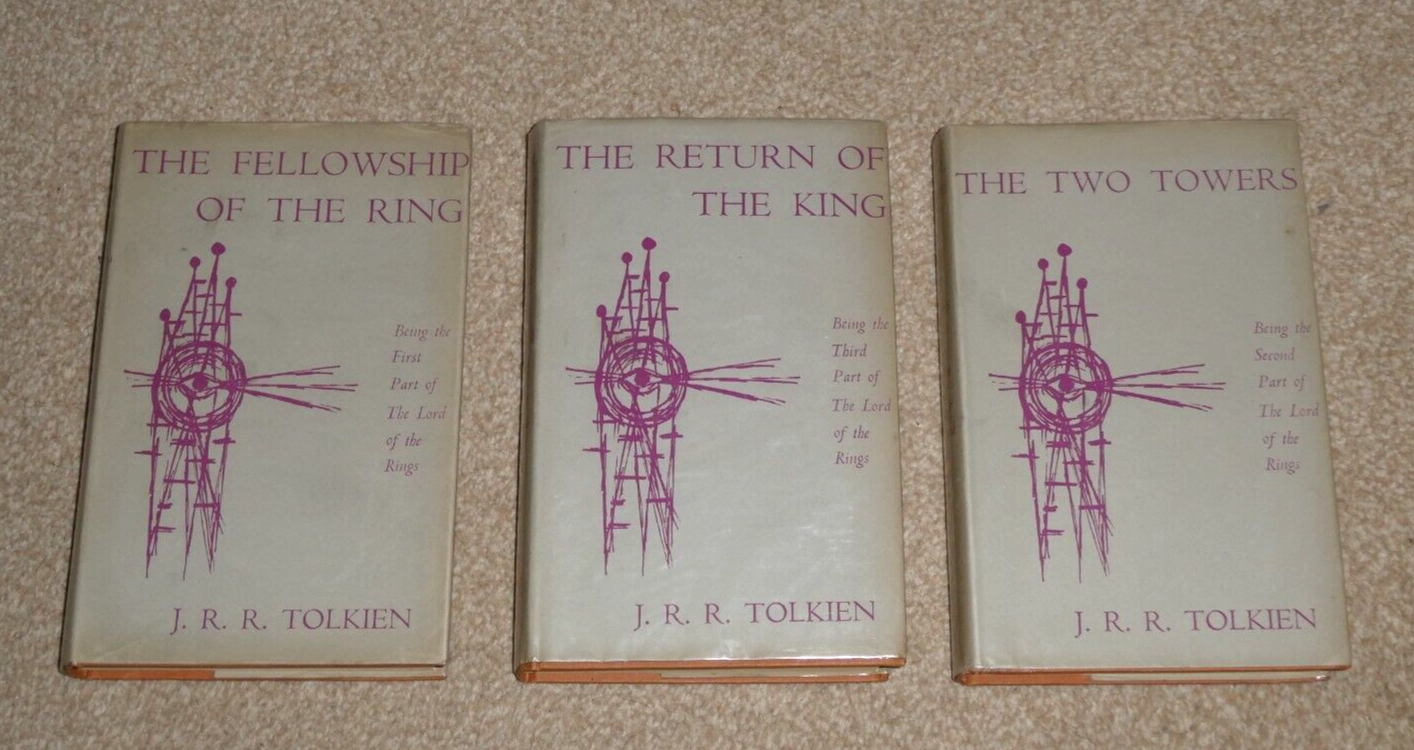 THE FELLOWSHIP
OF THE RING
Being the
First
Part of
The Lord
of the
Rings
J. R. R. TOLKIEN
THE RETURN OF
THE KING
Being the
Third
Part of
The Lord
of the
Rings
J. R. R. TOLKIEN
THE TWO TOWERS
Being the
Second
Part of
The Lord
of the
Rings
J. R. R. TOLKIEN